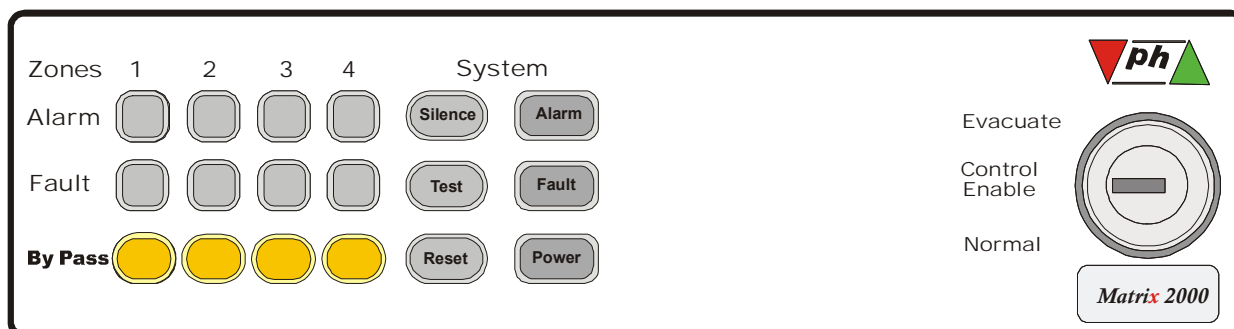 Zones 1 2 3 4 System
Alarm Silence Alarm
Fault Test Fault
By Pass Reset Power
ph
Evacuate
Control
Enable
Normal
Matrix 2000